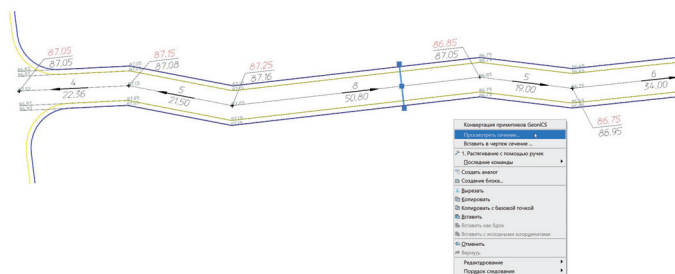 87.05
87.05
87.15
87.08
87.25
87.16
86.85
87.05
4
22.36
5
21.50
8
50.80
5
19.00
6
34.00
86.75
86.95
Конвертация примитивов GeoniCS
Просмотреть сечение...
Вставить в чертеж сечение ...
1. Растягивание с помощью ручек
Последние команды
Создать аналог
Создание блока...
Вырезать
Копировать
Копировать с базовой точкой
Вставить
Вставить как блок
Вставить с исходными координатами
Отменить
Вернуть
Редактирование
Порядок следования